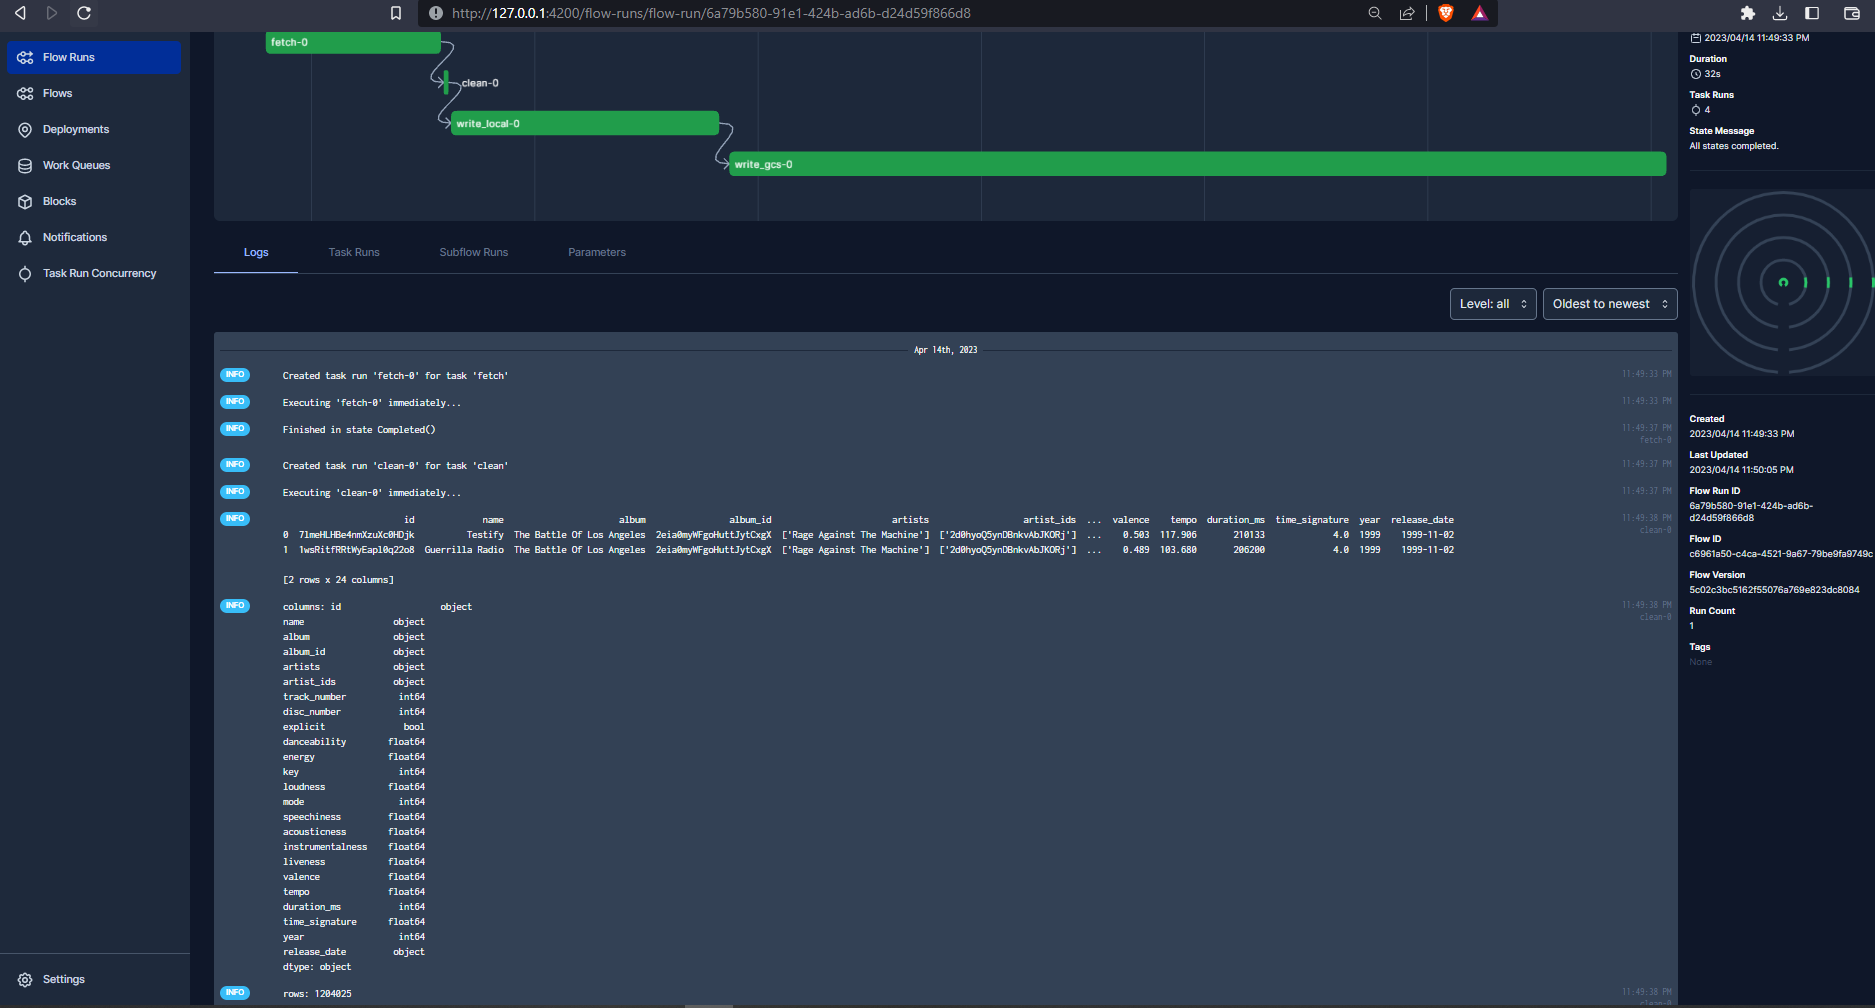 http://127.0.0.1:4200/flow-runs/flow-run/6a79b580-91e1-424b-ad6b-d24d59f866d8
Flow Runs
Flows
Deployments
Work Queues
Blocks
Notifications
Task Run Concurrency
Settings
fetch-0
clean-0
write_local-0
write_gcs-0
Logs Task Runs Subflow Runs Parameters
Level: all Oldest to newest
Apr 14th, 2023
INFO Created task run 'fetch-0' for task 'fetch' 11:49:33 PM
INFO Executing 'fetch-0' immediately... 11:49:33 PM
INFO Finished in state Completed() 11:49:37 PM
fetch-0
INFO Created task run 'clean-0' for task 'clean' 11:49:37 PM
INFO Executing 'clean-0' immediately... 11:49:37 PM
INFO id name album album_id artists artist_ids ... valence tempo duration_ms time_signature year release_date 11:49:38 PM
clean-0
0 7lmeHLHBe4nmXzuXc0HDjk Testify The Battle Of Los Angeles 2eia0myWFgoHuttJytCxgX ['Rage Against The Machine'] ['2d0hyoQ5ynDBnkvAbJKORj'] ... 0.503 117.906 210133 4.0 1999 1999-11-02
1 1wsRitfRRtWyEapl0q22o8 Guerrilla Radio The Battle Of Los Angeles 2eia0myWFgoHuttJytCxgX ['Rage Against The Machine'] ['2d0hyoQ5ynDBnkvAbJKORj'] ... 0.489 103.680 206200 4.0 1999 1999-11-02
[2 rows x 24 columns]
INFO columns: id object 11:49:38 PM
clean-0
name object
album object
album_id object
artists object
artist_ids object
track_number int64
disc_number int64
explicit bool
danceability float64
energy float64
key int64
loudness float64
mode int64
speechiness float64
acousticness float64
instrumentalness float64
liveness float64
valence float64
tempo float64
duration_ms int64
time_signature float64
year int64
release_date object
dtype: object
INFO rows: 1204025 11:49:38 PM
clean-0
2023/04/14 11:49:33 PM
Duration
32s
Task Runs
4
State Message
All states completed.
Created
2023/04/14 11:49:33 PM
Last Updated
2023/04/14 11:50:05 PM
Flow Run ID
6a79b580-91e1-424b-ad6b-
d24d59f866d8
Flow ID
c6961a50-c4ca-4521-9a67-79be9fa9749c
Flow Version
5c02c3bc5162f55076a769e823dc8084
Run Count
1
Tags
None